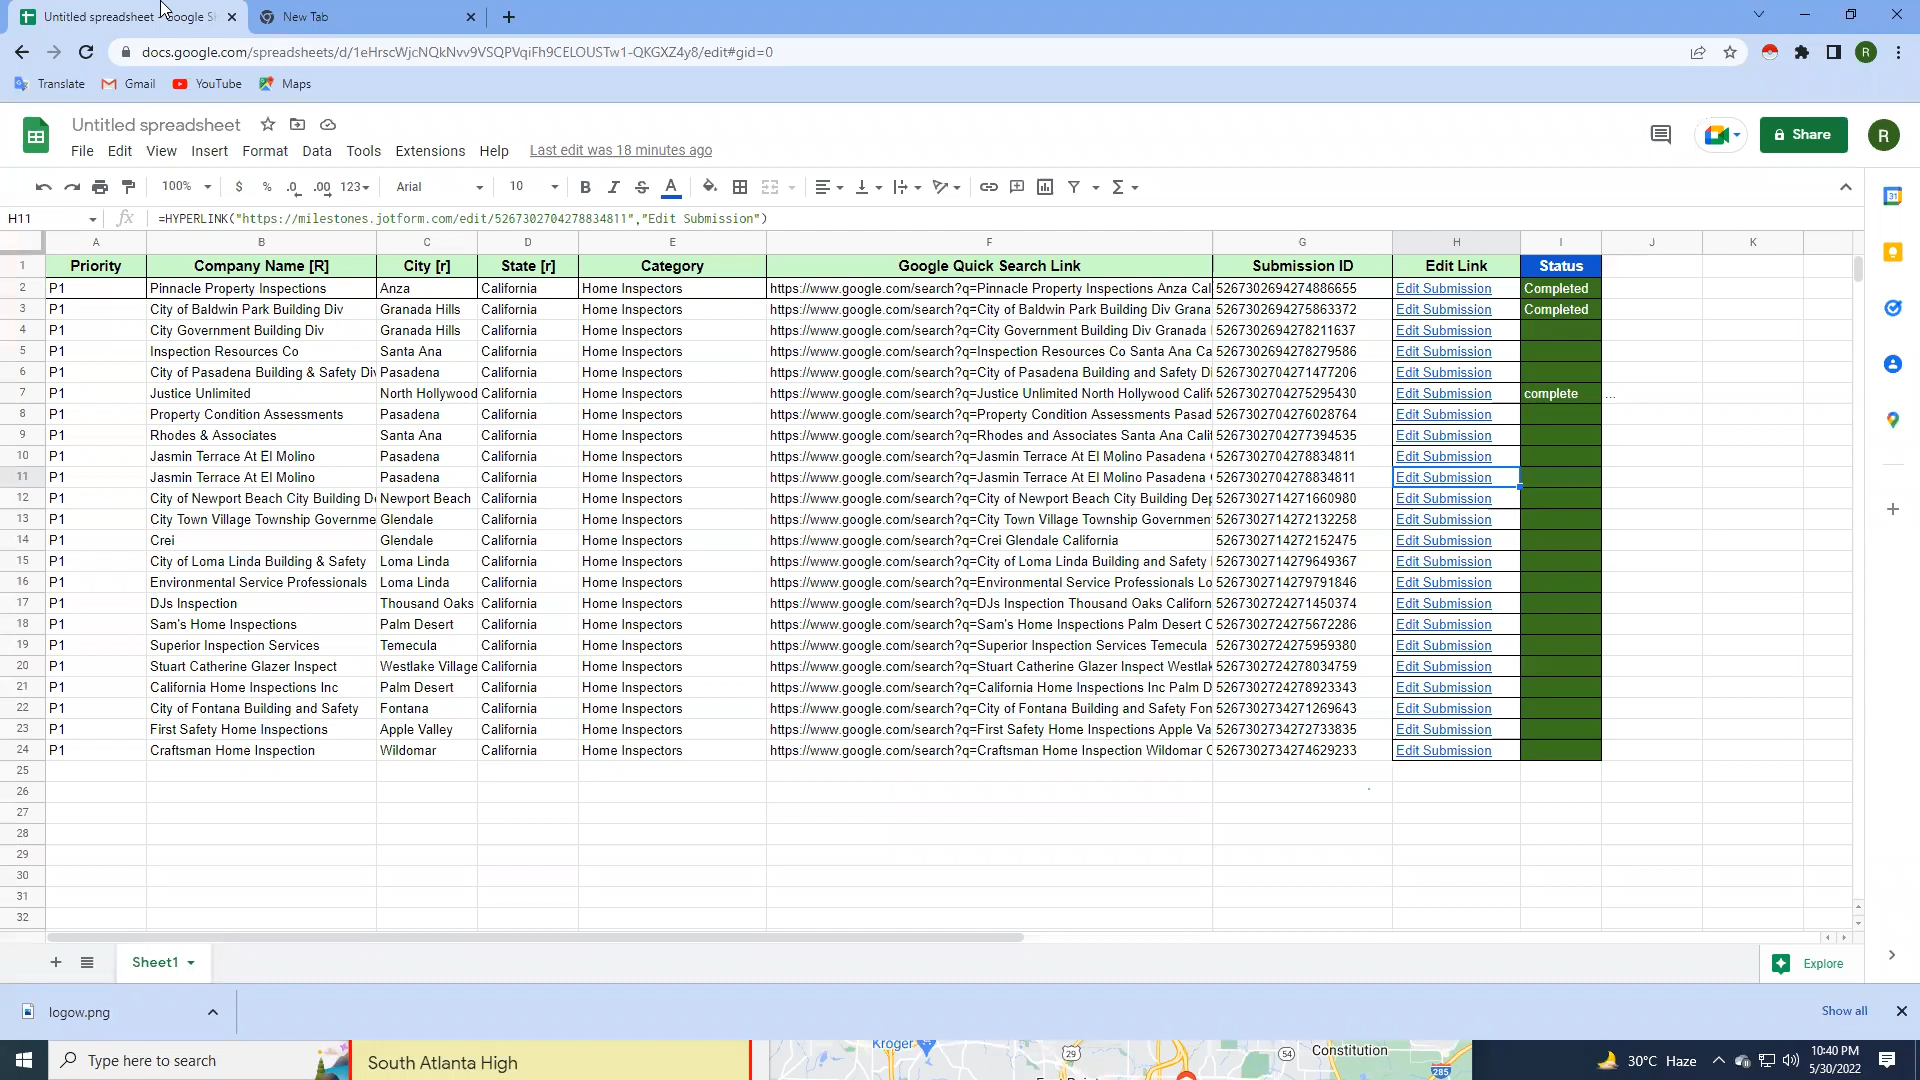 Untitled spreadsheet - Google S
New Tab
docs.google.com/spreadsheets/d/1eHrscWjcNQkNvv9VSQPVqiFh9CELOUSTw1-QKGXZ4y8/edit#gid=0
R
Translate Gmail YouTube Maps
Untitled spreadsheet
Share
R
File Edit View Insert Format Data Tools Extensions Help Last edit was 18 minutes ago
100% $ % .0 .00 123 Arial 10 B I S A
H11 fx =HYPERLINK("https://milestones.jotform.com/edit/5267302704278834811","Edit Submission")
A B C D E F G H I J K
1 Priority Company Name [R] City [r] State [r] Category Google Quick Search Link Submission ID Edit Link Status
2 P1 Pinnacle Property Inspections Anza California Home Inspectors https://www.google.com/search?q=Pinnacle Property Inspections Anza Cal 5267302694274886655 Edit Submission Completed
3 P1 City of Baldwin Park Building Div Granada Hills California Home Inspectors https://www.google.com/search?q=City of Baldwin Park Building Div Grana 5267302694275863372 Edit Submission Completed
4 P1 City Government Building Div Granada Hills California Home Inspectors https://www.google.com/search?q=City Government Building Div Granada 5267302694278211637 Edit Submission
5 P1 Inspection Resources Co Santa Ana California Home Inspectors https://www.google.com/search?q=Inspection Resources Co Santa Ana Ca 5267302694278279586 Edit Submission
6 P1 City of Pasadena Building & Safety Div Pasadena California Home Inspectors https://www.google.com/search?q=City of Pasadena Building and Safety Di 5267302704271477206 Edit Submission
7 P1 Justice Unlimited North Hollywood California Home Inspectors https://www.google.com/search?q=Justice Unlimited North Hollywood Calif 5267302704275295430 Edit Submission complete ...
8 P1 Property Condition Assessments Pasadena California Home Inspectors https://www.google.com/search?q=Property Condition Assessments Pasad 5267302704276028764 Edit Submission
9 P1 Rhodes & Associates Santa Ana California Home Inspectors https://www.google.com/search?q=Rhodes and Associates Santa Ana Calif 5267302704277394535 Edit Submission
10 P1 Jasmin Terrace At El Molino Pasadena California Home Inspectors https://www.google.com/search?q=Jasmin Terrace At El Molino Pasadena 5267302704278834811 Edit Submission
11 P1 Jasmin Terrace At El Molino Pasadena California Home Inspectors https://www.google.com/search?q=Jasmin Terrace At El Molino Pasadena 5267302704278834811 Edit Submission
12 P1 City of Newport Beach City Building De Newport Beach California Home Inspectors https://www.google.com/search?q=City of Newport Beach City Building Dep 5267302714271660980 Edit Submission
13 P1 City Town Village Township Governme Glendale California Home Inspectors https://www.google.com/search?q=City Town Village Township Governmen 5267302714272132258 Edit Submission
14 P1 Crei Glendale California Home Inspectors https://www.google.com/search?q=Crei Glendale California 5267302714272152475 Edit Submission
15 P1 City of Loma Linda Building & Safety Loma Linda California Home Inspectors https://www.google.com/search?q=City of Loma Linda Building and Safety 5267302714279649367 Edit Submission
16 P1 Environmental Service Professionals Loma Linda California Home Inspectors https://www.google.com/search?q=Environmental Service Professionals Lo 5267302714279791846 Edit Submission
17 P1 DJs Inspection Thousand Oaks California Home Inspectors https://www.google.com/search?q=DJs Inspection Thousand Oaks Californ 5267302724271450374 Edit Submission
18 P1 Sam's Home Inspections Palm Desert California Home Inspectors https://www.google.com/search?q=Sam's Home Inspections Palm Desert C 5267302724275672286 Edit Submission
19 P1 Superior Inspection Services Temecula California Home Inspectors https://www.google.com/search?q=Superior Inspection Services Temecula 5267302724275959380 Edit Submission
20 P1 Stuart Catherine Glazer Inspect Westlake Village California Home Inspectors https://www.google.com/search?q=Stuart Catherine Glazer Inspect Westlak 5267302724278034759 Edit Submission
21 P1 California Home Inspections Inc Palm Desert California Home Inspectors https://www.google.com/search?q=California Home Inspections Inc Palm D 5267302724278923343 Edit Submission
22 P1 City of Fontana Building and Safety Fontana California Home Inspectors https://www.google.com/search?q=City of Fontana Building and Safety Fon 5267302734271269643 Edit Submission
23 P1 First Safety Home Inspections Apple Valley California Home Inspectors https://www.google.com/search?q=First Safety Home Inspections Apple Va 5267302734272733835 Edit Submission
24 P1 Craftsman Home Inspection Wildomar California Home Inspectors https://www.google.com/search?q=Craftsman Home Inspection Wildomar C 5267302734274629233 Edit Submission
25
26
27
28
29
30
31
32
Sheet1
Explore
logow.png
Show all
Type here to search
South Atlanta High
Kroger
29
54
Constitution
285
30°C Haze
10:40 PM
5/30/2022